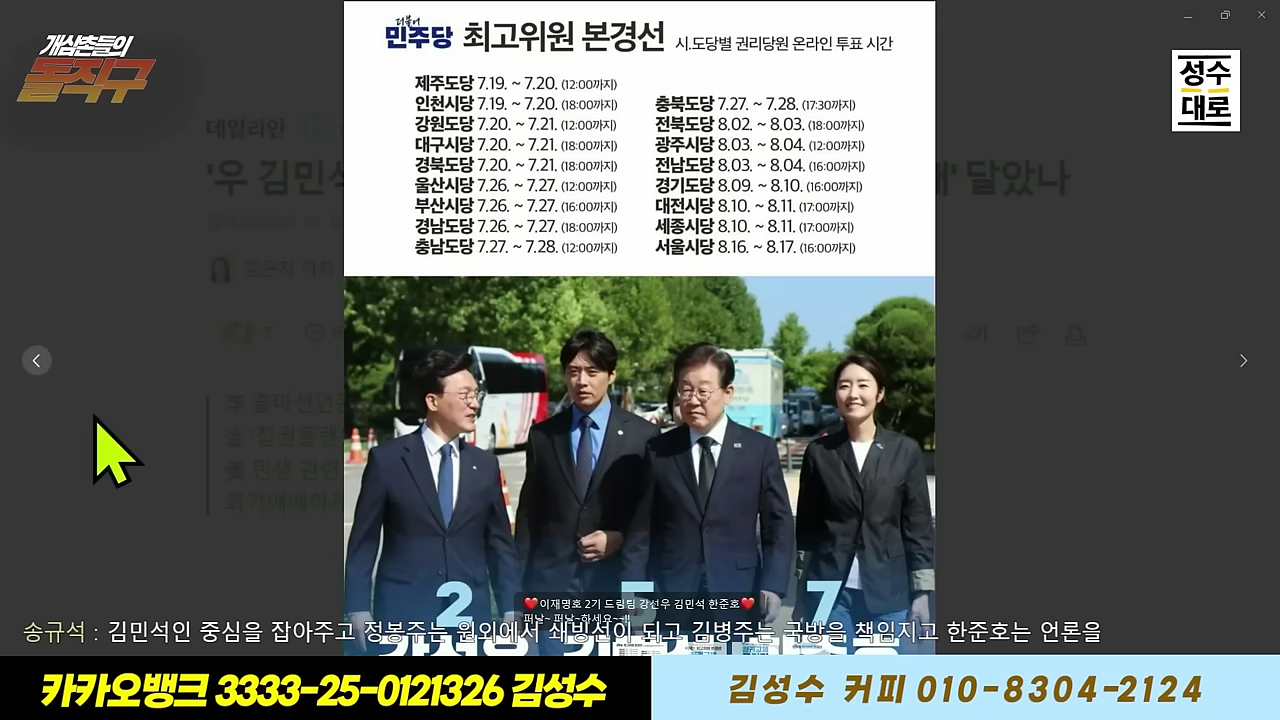 개삼촌들의
돌직구
더불어
민주당 최고위원 본경선 시.도당별 권리당원 온라인 투표 시간
제주도당 7.19. ~ 7.20. (12:00까지)
인천시당 7.19. ~ 7.20. (18:00까지)
강원도당 7.20. ~ 7.21. (12:00까지)
대구시당 7.20. ~ 7.21. (18:00까지)
경북도당 7.20. ~ 7.21. (18:00까지)
울산시당 7.26. ~ 7.27. (12:00까지)
부산시당 7.26. ~ 7.27. (16:00까지)
경남도당 7.26. ~ 7.27. (18:00까지)
충남도당 7.27. ~ 7.28. (12:00까지)
충북도당 7.27. ~ 7.28. (17:30까지)
전북도당 8.02. ~ 8.03. (18:00까지)
광주시당 8.03. ~ 8.04. (12:00까지)
전남도당 8.03. ~ 8.04. (16:00까지)
경기도당 8.09. ~ 8.10. (16:00까지)
대전시당 8.10. ~ 8.11. (17:00까지)
세종시당 8.10. ~ 8.11. (17:00까지)
서울시당 8.16. ~ 8.17. (16:00까지)
성수
대로
데일리안
'우 김민석 달았나
2 5 7
❤️이재명호 2기 드림팀 강선우 김민석 한준호❤️
퍼날~ 퍼날~하세요~~!!
송규석 : 김민석인 중심을 잡아주고 정봉주는 원외에서 쇄빙선이 되고 김병주는 국방을 책임지고 한준호는 언론을
카카오뱅크 3333-25-0121326 김성수
김성수 커피 010-8304-2124